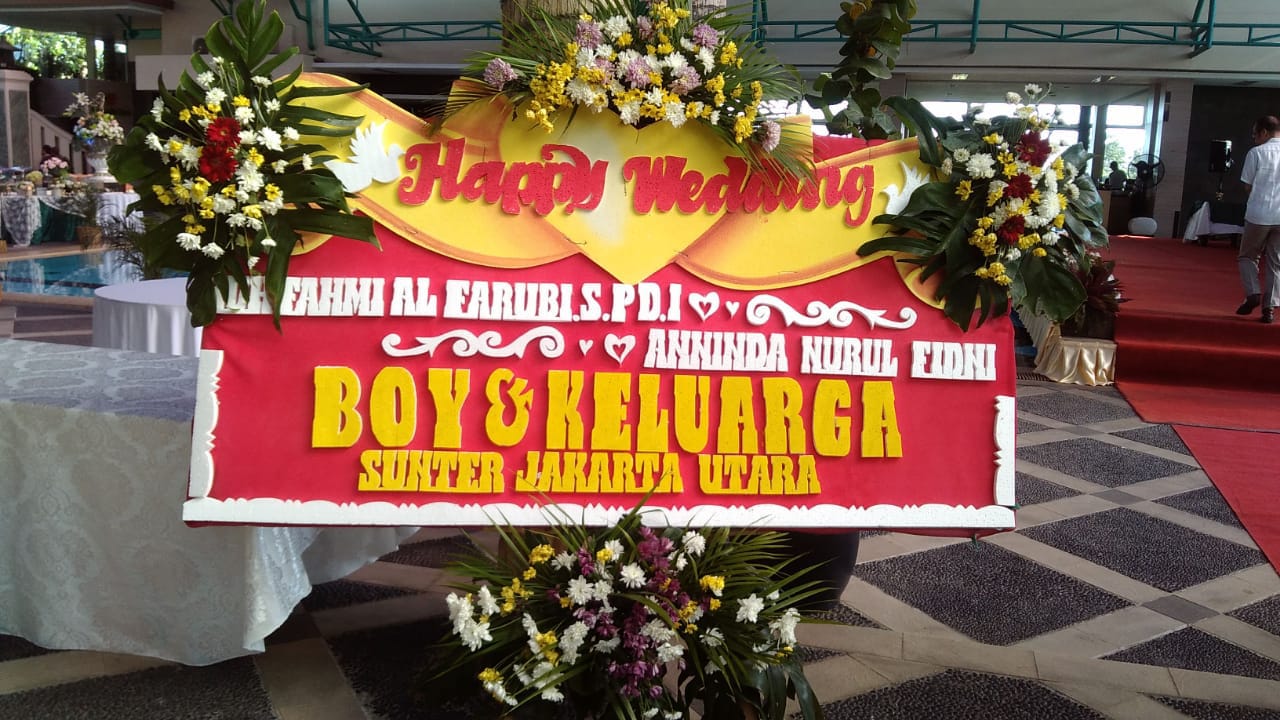 Happy Wedding
FAHMI AL FARUBI.S.PD.I
ANNINDA NURUL FIDNI
BOY & KELUARGA
SUNTER JAKARTA UTARA